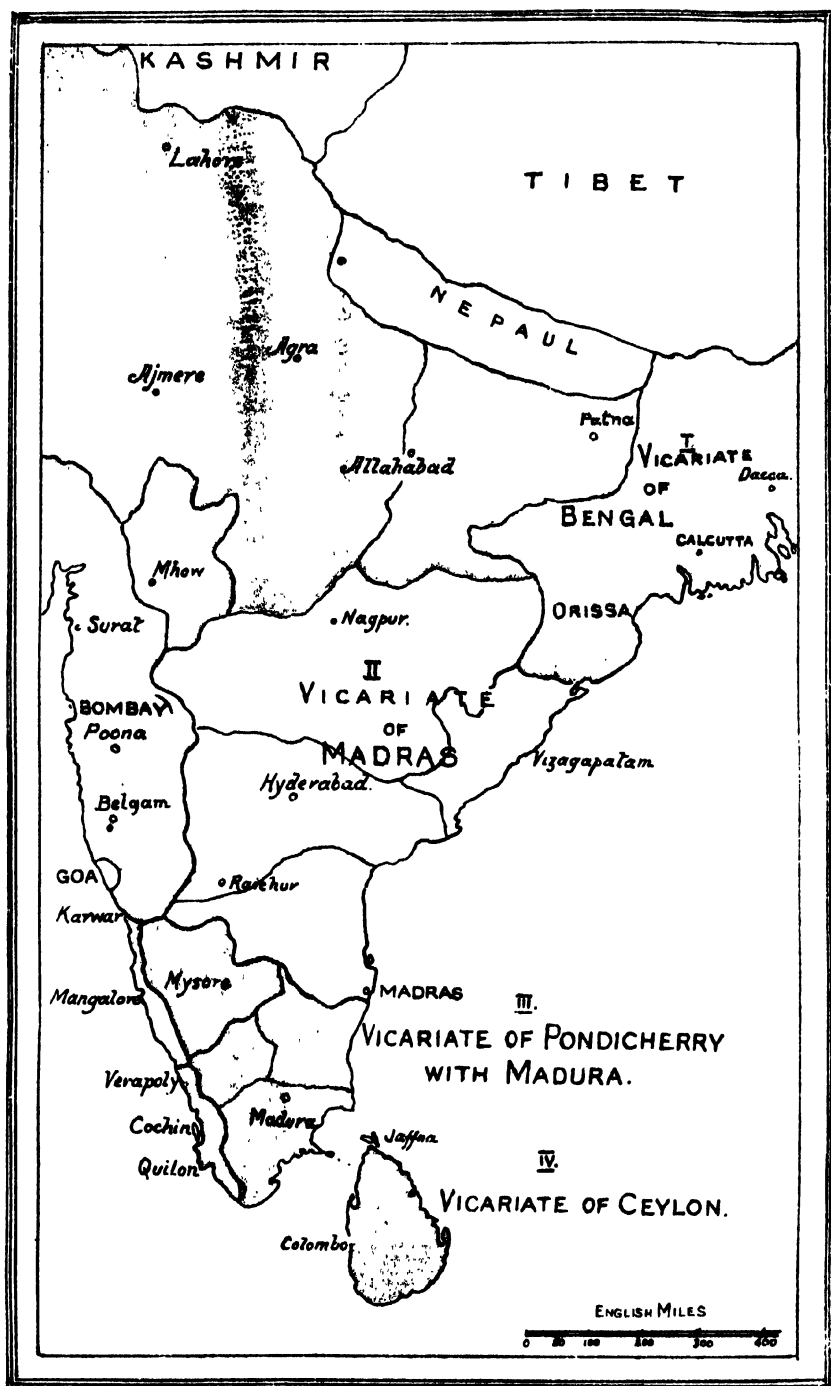 KASHMIR
Lahore
TIBET
NEPAUL
Agra
Ajmere
Patna
Allahabad
I
VICARIATE
OF
BENGAL
Dacca.
CALCUTTA
Mhow
ORISSA
Surat
Nagpur.
II
VICARIATE
OF
MADRAS
BOMBAY
Poona
Vizagapatam
Hyderabad.
Belgam
GOA
Raichur
Karwar
Mysore
Mangalore
MADRAS
III.
VICARIATE OF PONDICHERRY
WITH MADURA.
Verapoly
Madura
Cochin
Jaffna
Quilon
IV.
VICARIATE OF CEYLON.
Colombo
ENGLISH MILES
0 50 100 200 300 400